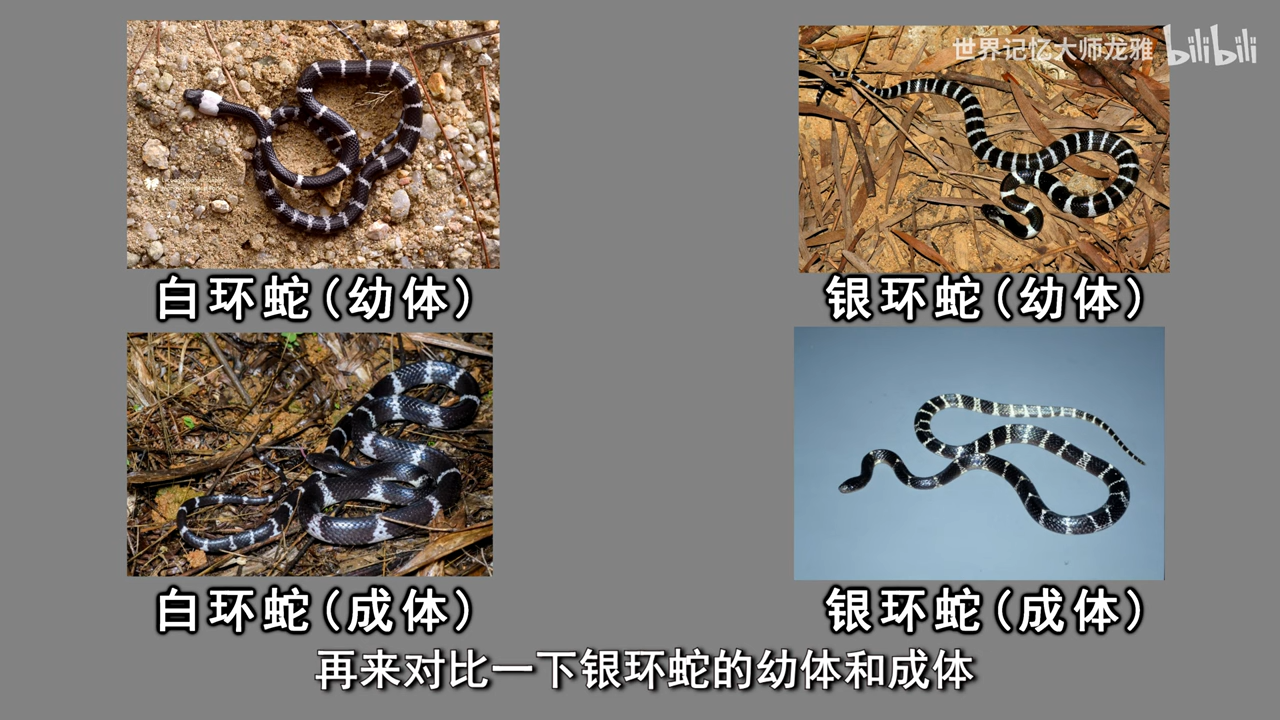 世界记忆大师龙雅 bilibili
白环蛇(幼体)
银环蛇(幼体)
白环蛇(成体)
银环蛇(成体)
再来对比一下银环蛇的幼体和成体